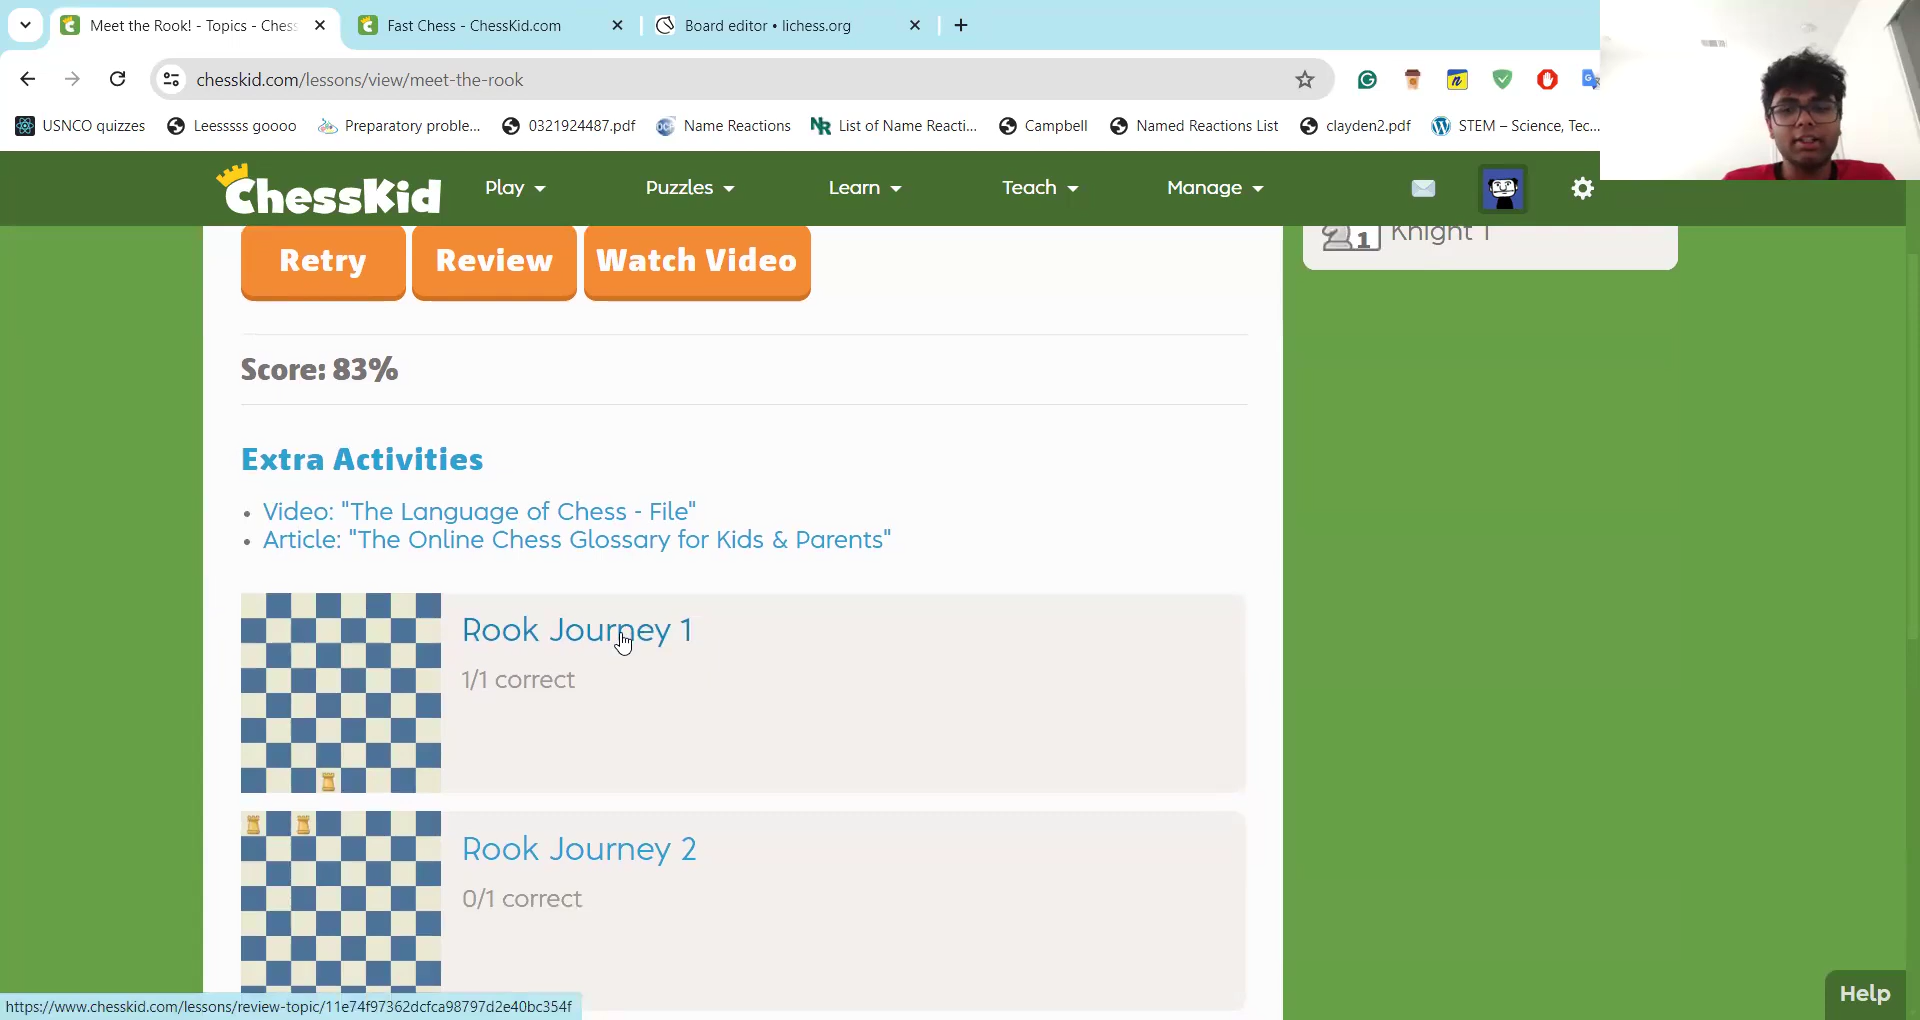 Meet the Rook! - Topics - Chess
Fast Chess - ChessKid.com
Board editor • lichess.org
chesskid.com/lessons/view/meet-the-rook
USNCO quizzes
Leesssss goooo
Preparatory proble...
0321924487.pdf
Name Reactions
List of Name Reacti...
Campbell
Named Reactions List
clayden2.pdf
STEM – Science, Tec...
ChessKid
Play
Puzzles
Learn
Teach
Manage
1
Knight 1
Retry
Review
Watch Video
Score: 83%
Extra Activities
• Video: "The Language of Chess - File"
• Article: "The Online Chess Glossary for Kids & Parents"
Rook Journey 1
1/1 correct
Rook Journey 2
0/1 correct
https://www.chesskid.com/lessons/review-topic/11e74f97362dcfca98797d2e40bc354f
Help